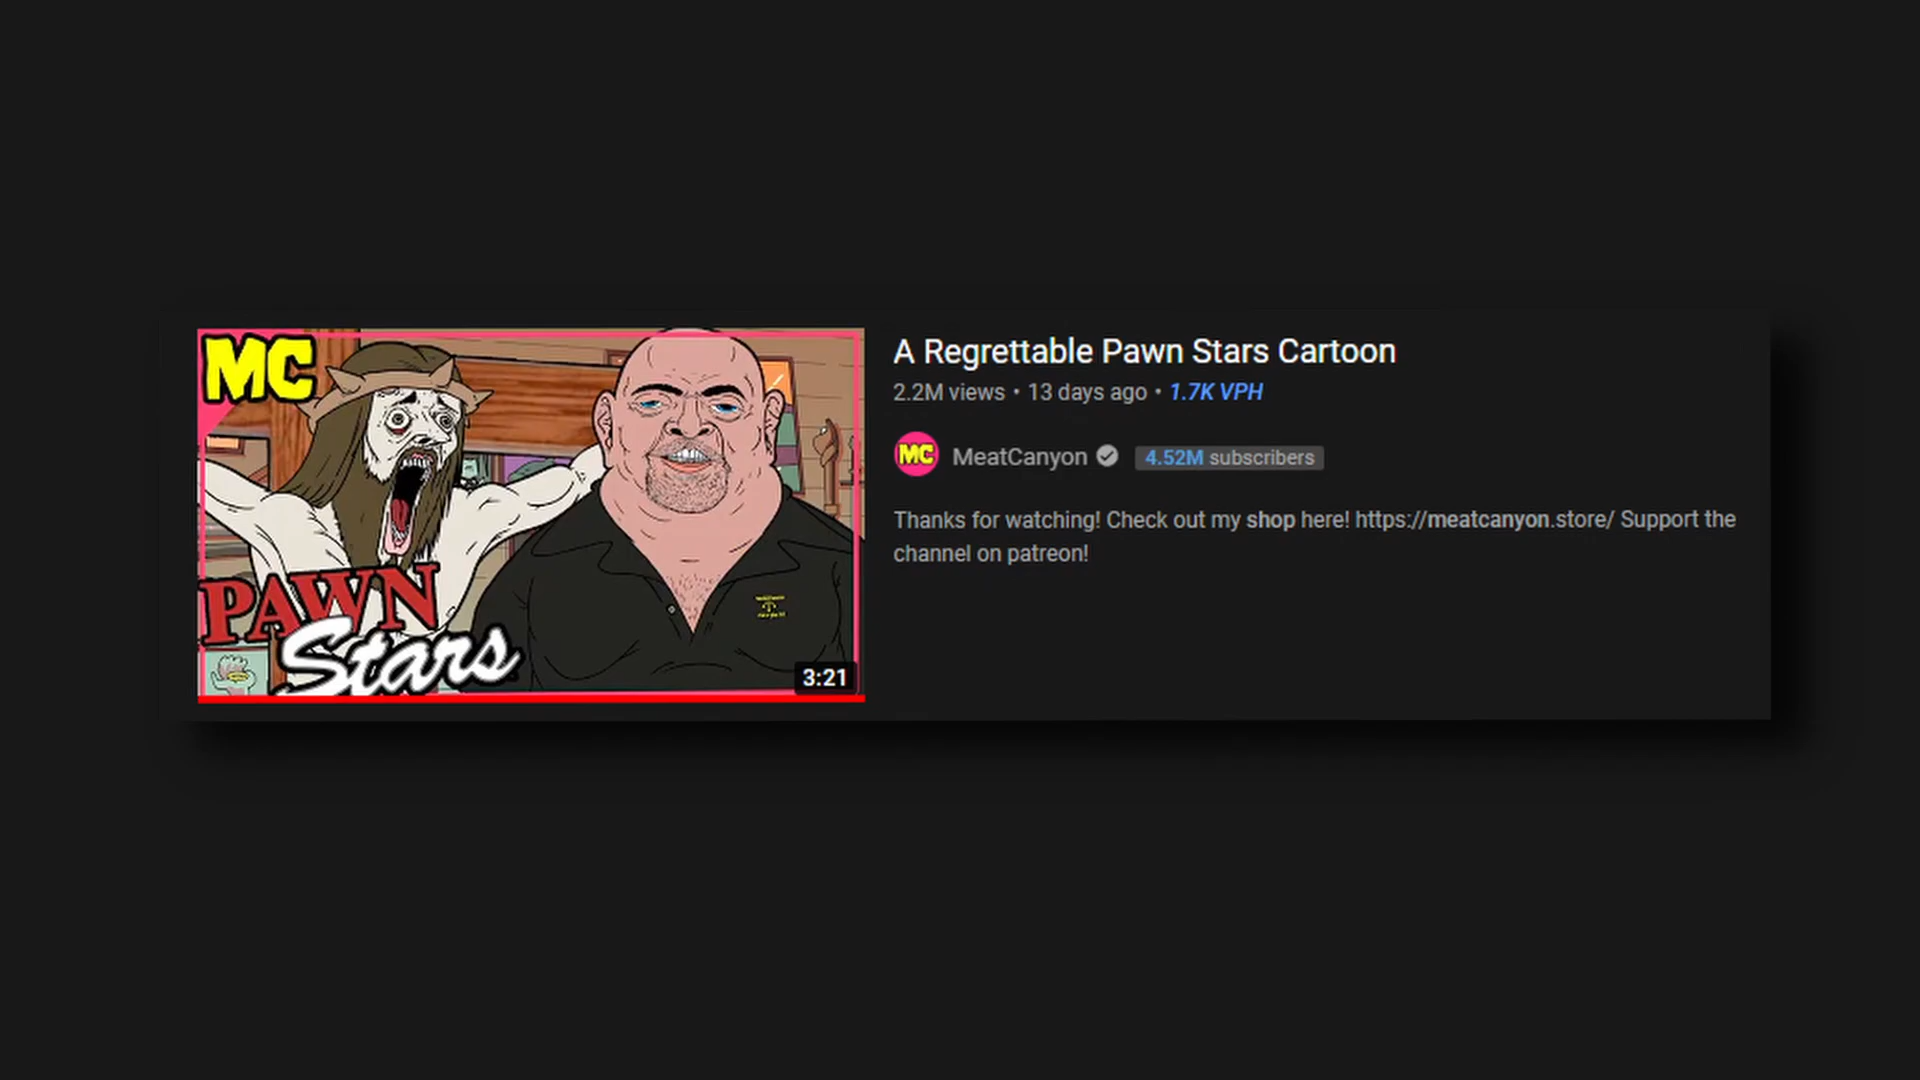 MC
PAWN
Stars
3:21
A Regrettable Pawn Stars Cartoon
2.2M views • 13 days ago • 1.7K VPH
MC MeatCanyon 4.52M subscribers
Thanks for watching! Check out my shop here! https://meatcanyon.store/ Support the
channel on patreon!